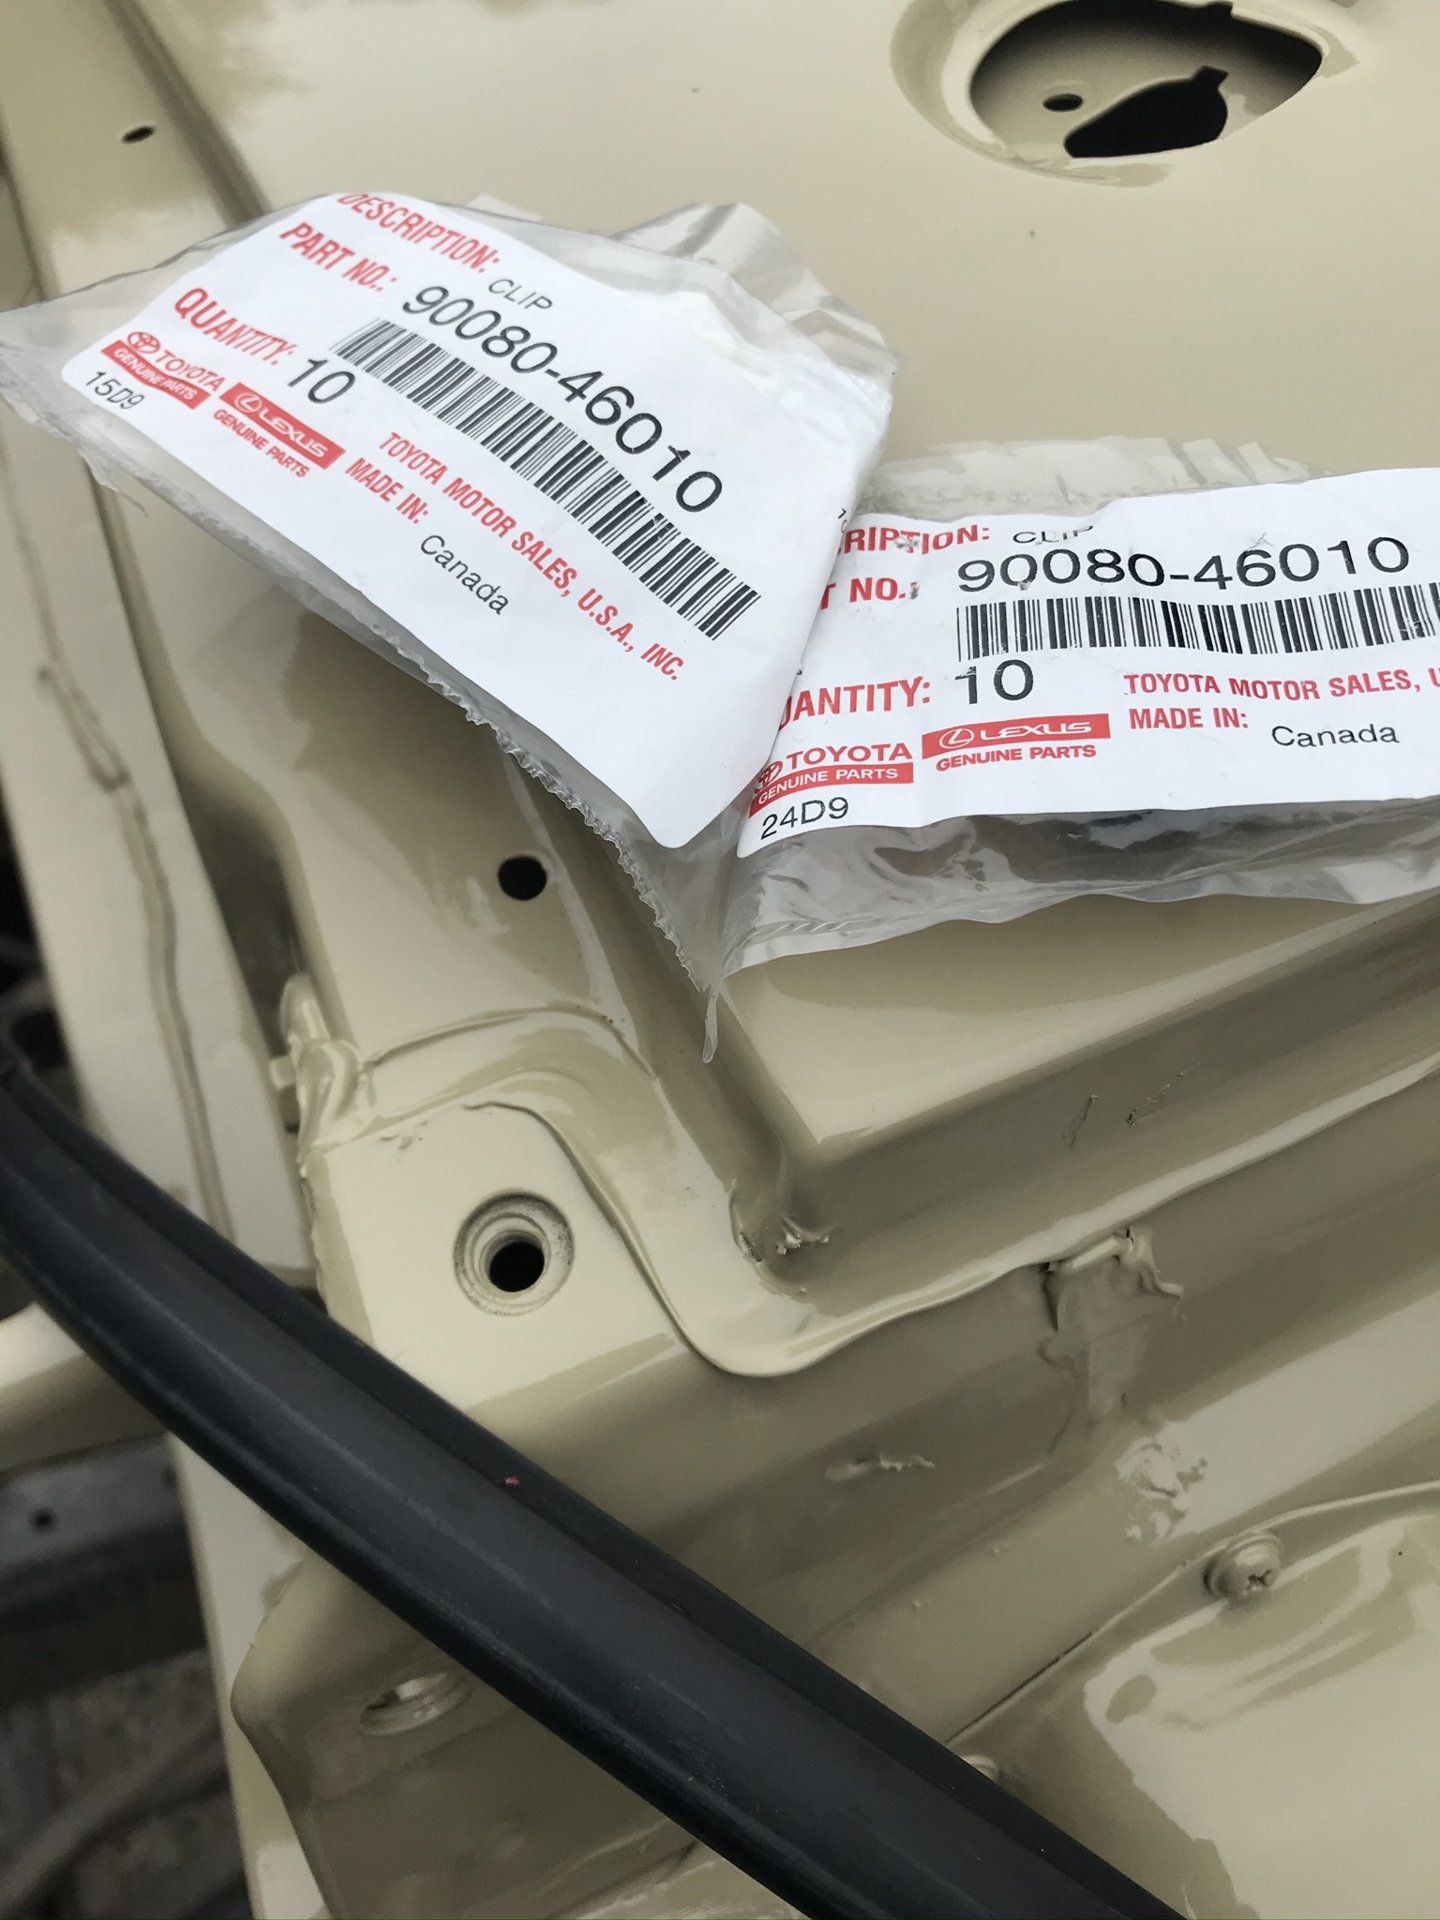 DESCRIPTION: CLIP
PART NO.: 90080-46010
QUANTITY: 10
TOYOTA
GENUINE PARTS
LEXUS
GENUINE PARTS
15D9
TOYOTA MOTOR SALES, U.S.A., INC.
MADE IN: Canada
RIPTION: CLIP
T NO.: 90080-46010
UANTITY: 10
TOYOTA MOTOR SALES, U
MADE IN: Canada
TOYOTA
GENUINE PARTS
LEXUS
GENUINE PARTS
24D9